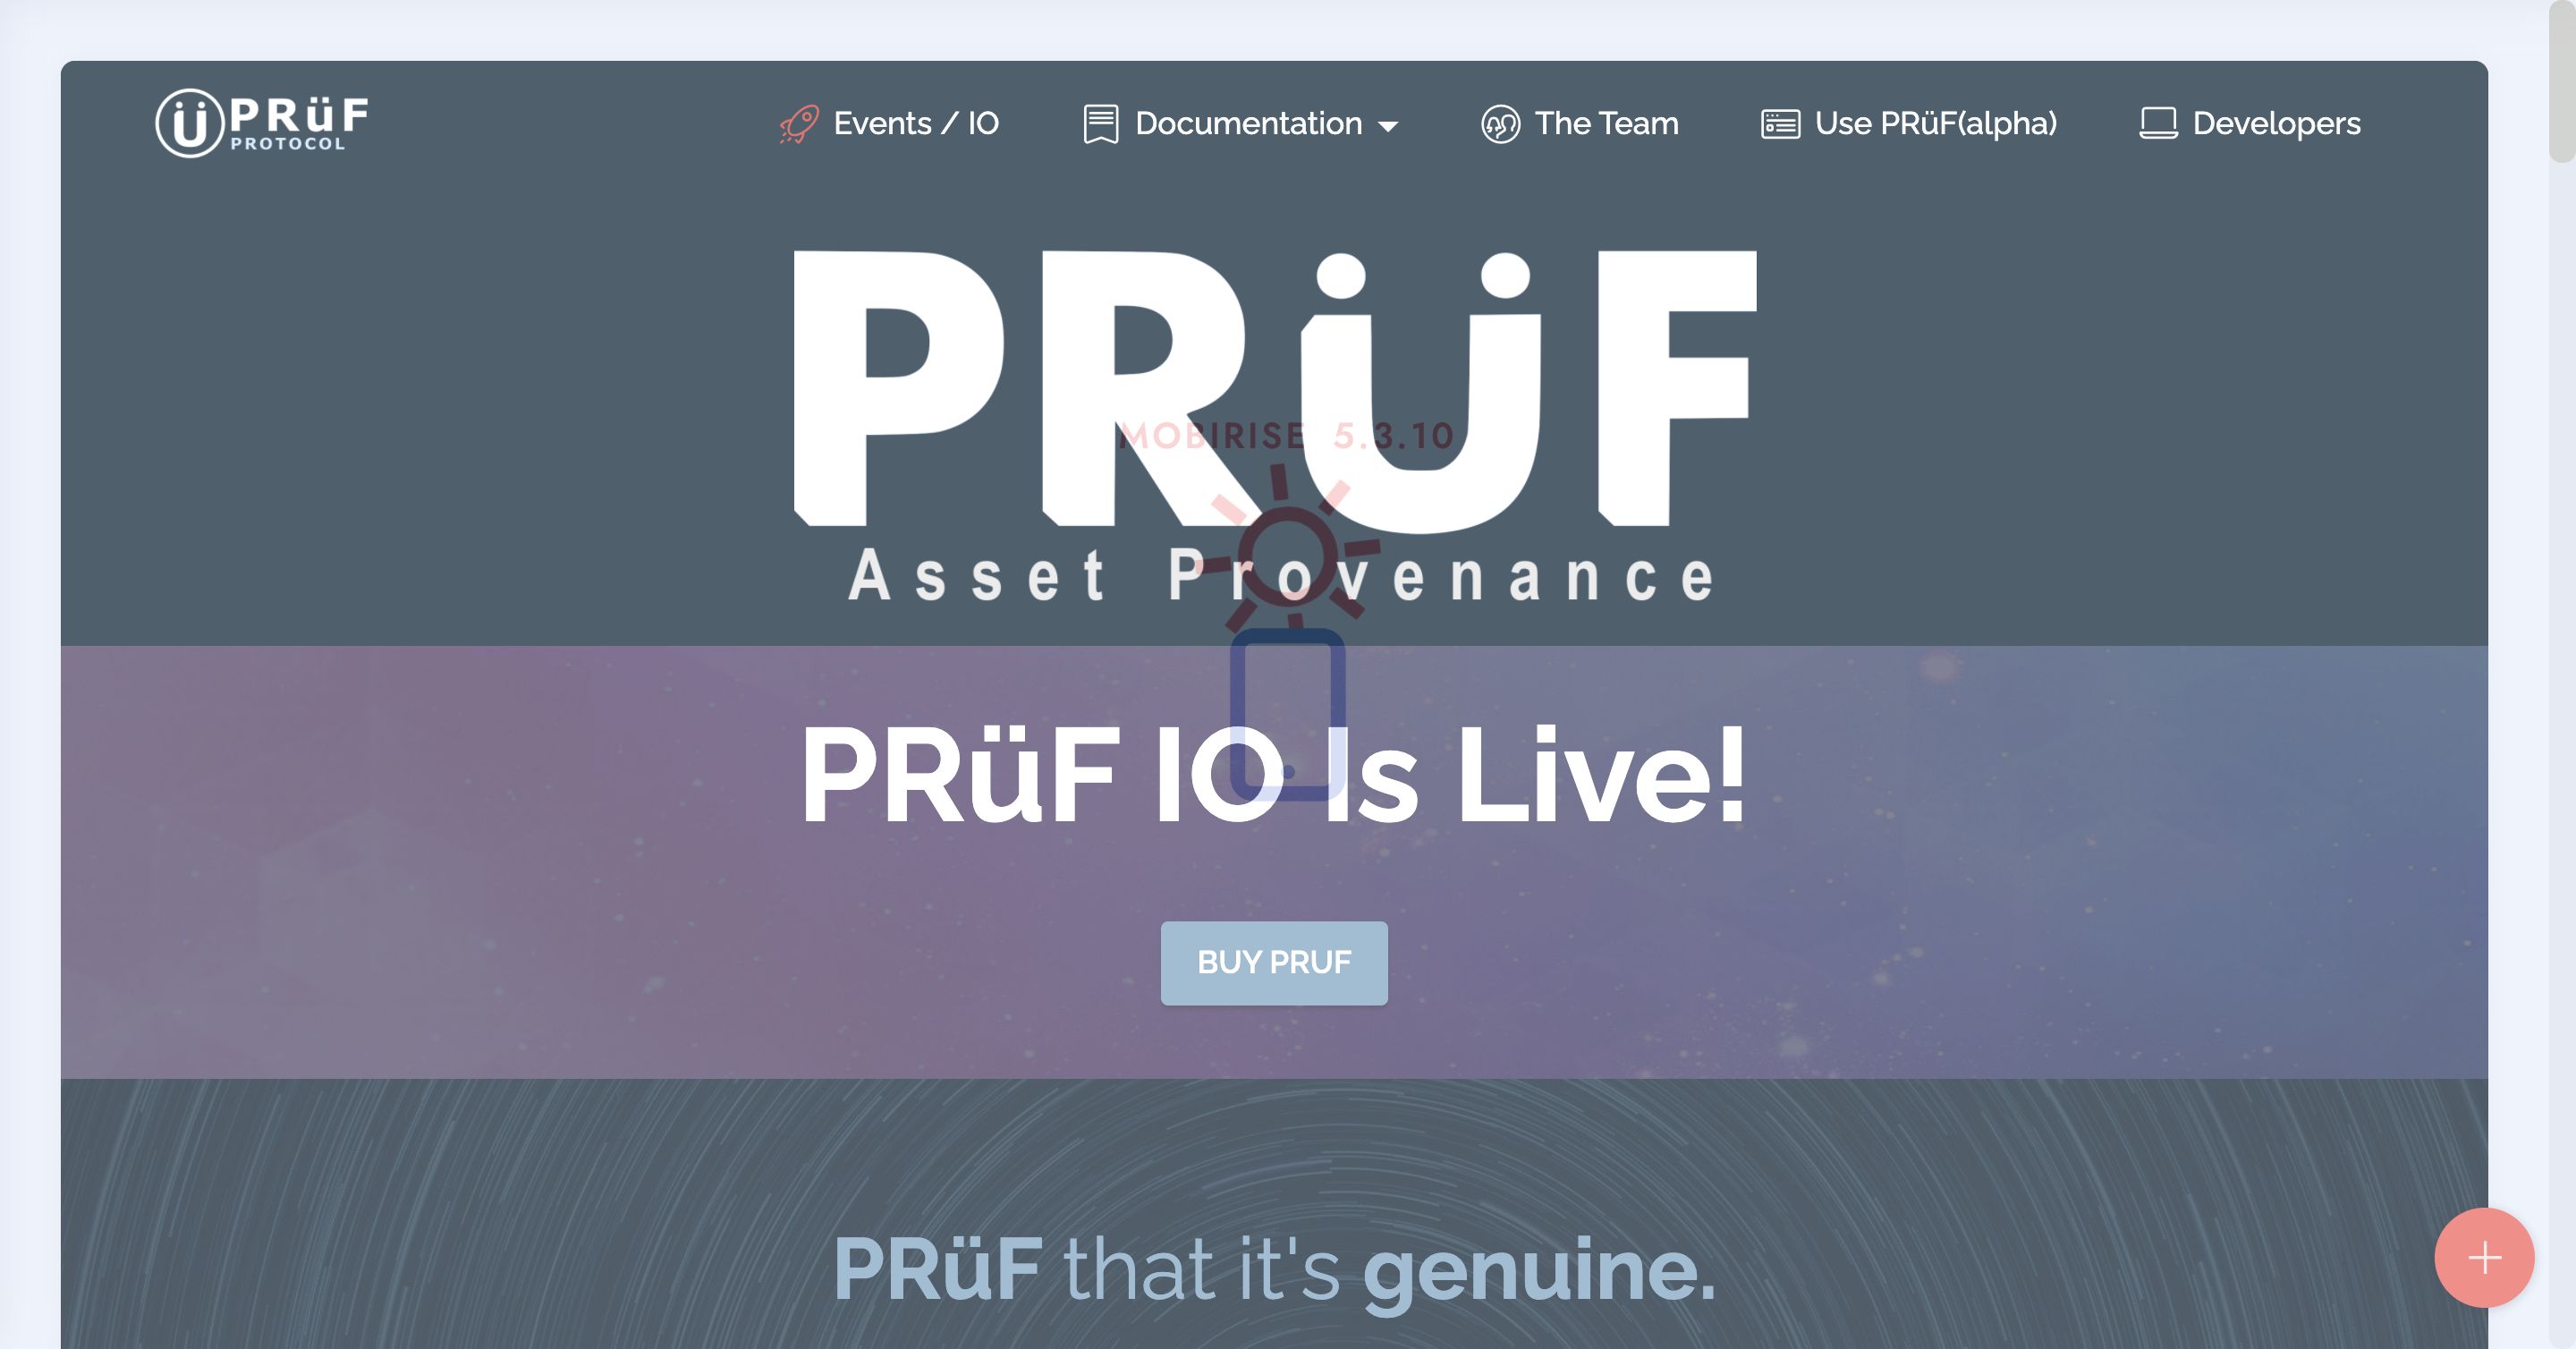 Ü PRüF
PROTOCOL
Events / IO
Documentation
The Team
Use PRüF(alpha)
Developers
PRüF
MOBIRISE 5.3.10
Asset Provenance
PRüF IO Is Live!
BUY PRUF
PRüF that it's genuine.